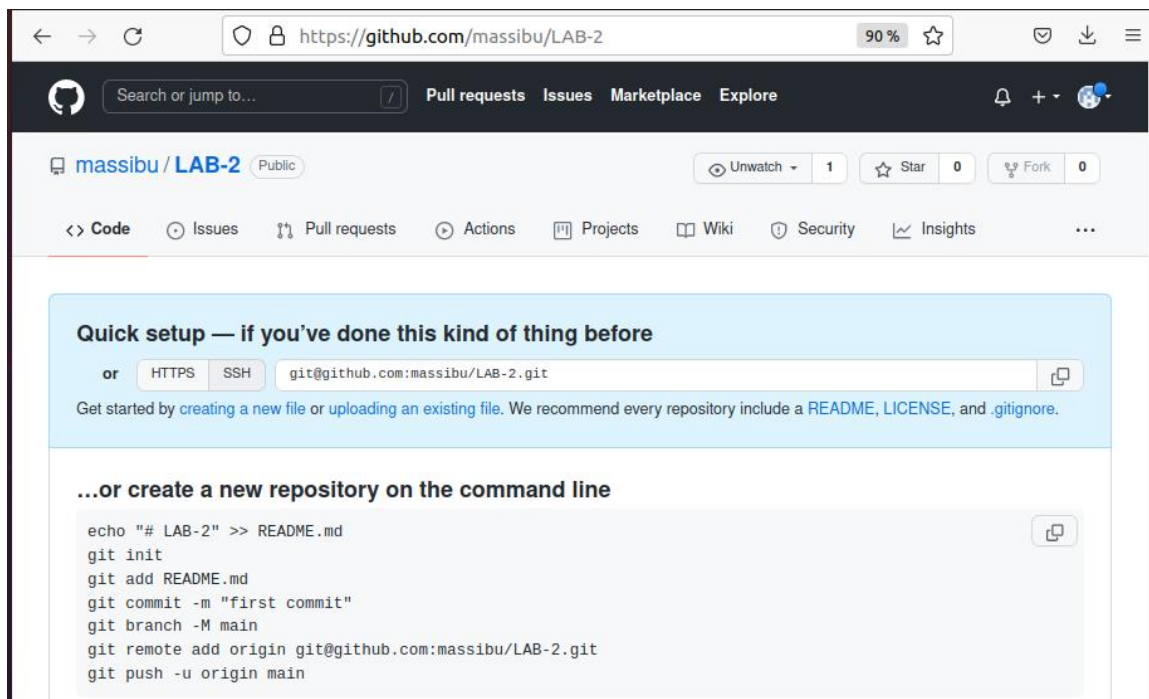 https://github.com/massibu/LAB-2 90 %
Search or jump to... / Pull requests Issues Marketplace Explore
massibu / LAB-2 Public Unwatch 1 Star 0 Fork 0
Code Issues Pull requests Actions Projects Wiki Security Insights ...
Quick setup — if you’ve done this kind of thing before
or HTTPS SSH git@github.com:massibu/LAB-2.git
Get started by creating a new file or uploading an existing file. We recommend every repository include a README, LICENSE, and .gitignore.
…or create a new repository on the command line
echo "# LAB-2" >> README.md
git init
git add README.md
git commit -m "first commit"
git branch -M main
git remote add origin git@github.com:massibu/LAB-2.git
git push -u origin main